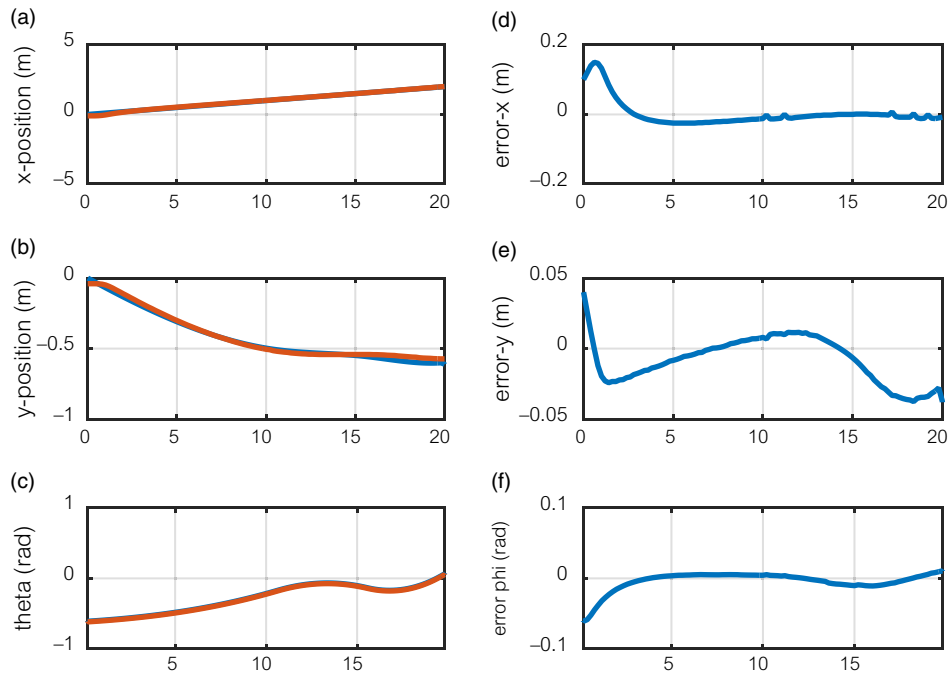 (a)
x-position (m)
5
0
−5
0 5 10 15 20
(b)
y-position (m)
0
−0.5
−1
0 5 10 15 20
(c)
theta (rad)
1
0
−1
5 10 15
(d)
error-x (m)
0.2
0
−0.2
0 5 10 15 20
(e)
error-y (m)
0.05
0
−0.05
0 5 10 15 20
(f)
error phi (rad)
0.1
0
−0.1
5 10 15